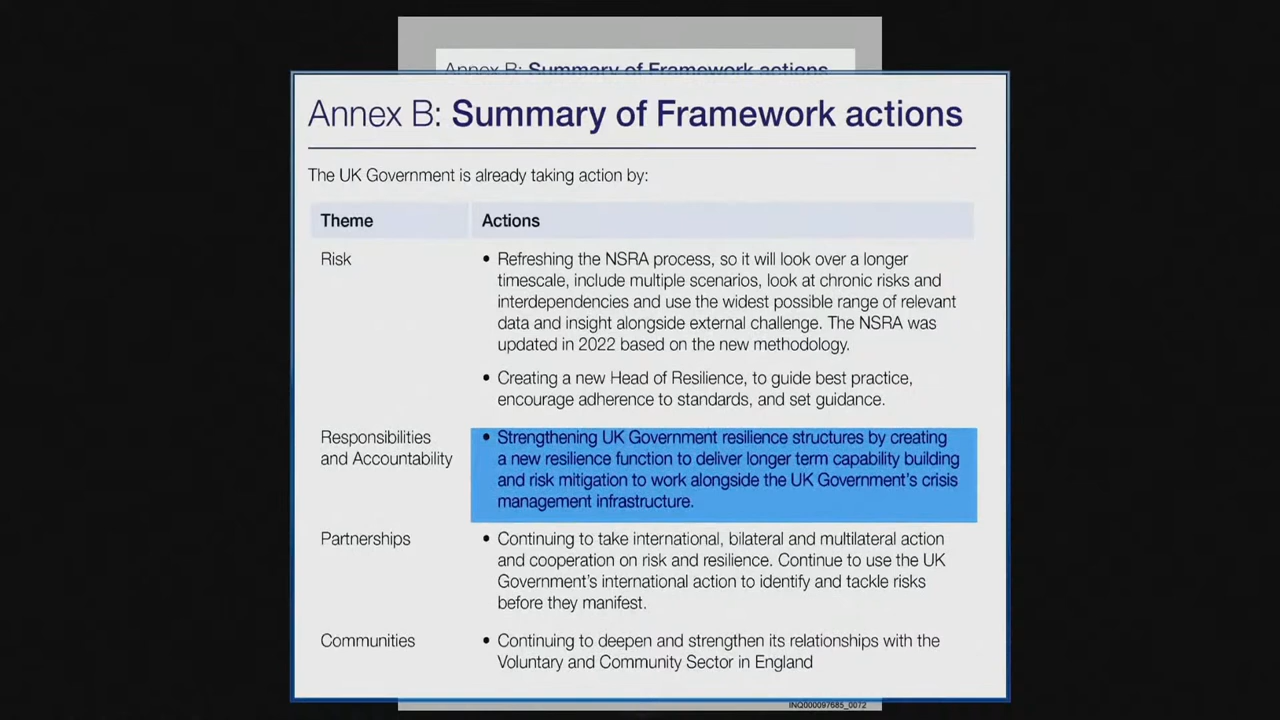 Annex B: Summary of Framework actions
Annex B: Summary of Framework actions
The UK Government is already taking action by:
Theme
Actions
Risk
• Refreshing the NSRA process, so it will look over a longer
timescale, include multiple scenarios, look at chronic risks and
interdependencies and use the widest possible range of relevant
data and insight alongside external challenge. The NSRA was
updated in 2022 based on the new methodology.
• Creating a new Head of Resilience, to guide best practice,
encourage adherence to standards, and set guidance.
Responsibilities
and Accountability
• Strengthening UK Government resilience structures by creating
a new resilience function to deliver longer term capability building
and risk mitigation to work alongside the UK Government's crisis
management infrastructure.
Partnerships
• Continuing to take international, bilateral and multilateral action
and cooperation on risk and resilience. Continue to use the UK
Government's international action to identify and tackle risks
before they manifest.
Communities
• Continuing to deepen and strengthen its relationships with the
Voluntary and Community Sector in England
INQ000097685_0072